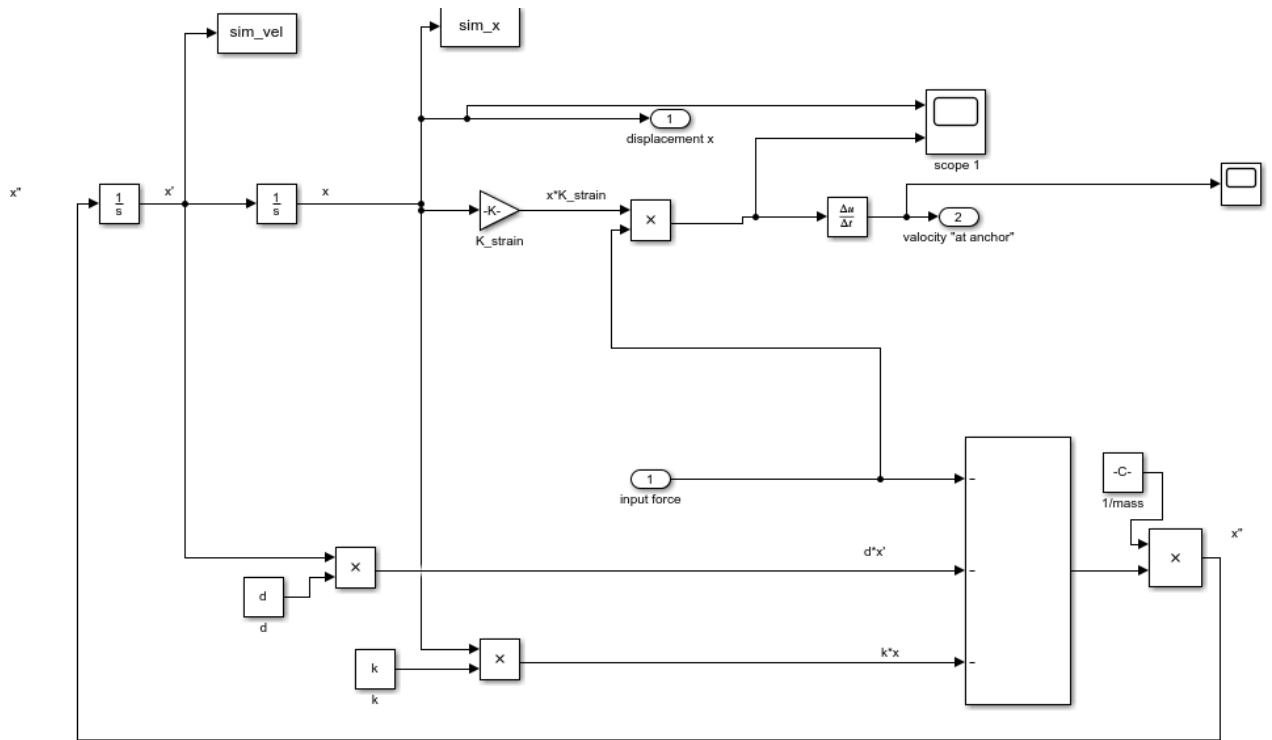 sim_vel
sim_x
1
displacement x
scope 1
x''
1
s
x'
1
s
x
-K-
K_strain
x*K_strain
×
Δu
Δt
2
valocity "at anchor"
1
input force
-
-
-
-C-
1/mass
×
x''
×
d*x'
d
d
×
k*x
k
k